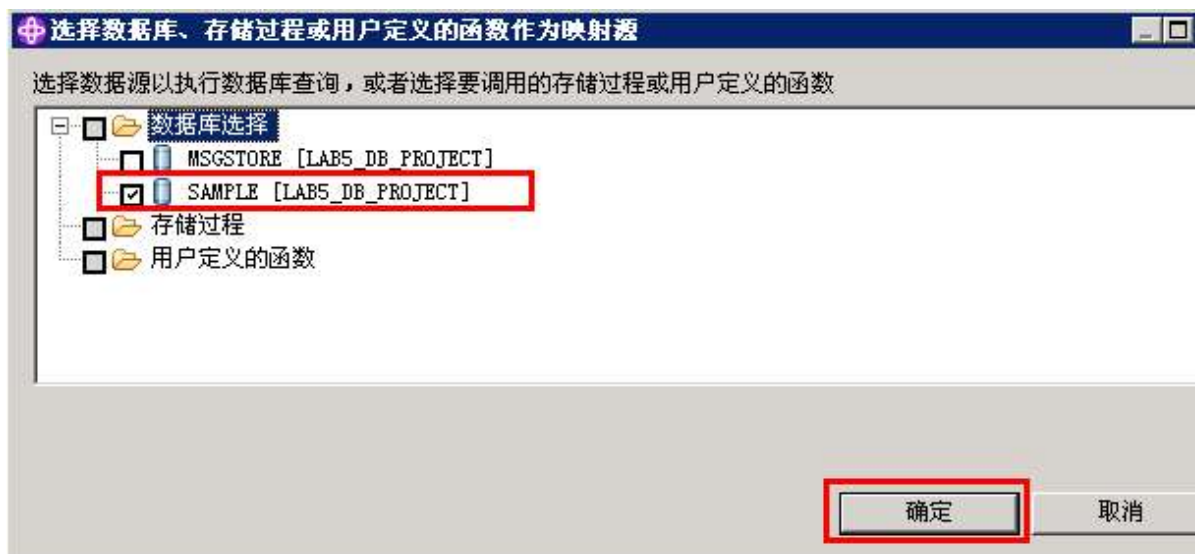 选择数据库、存储过程或用户定义的函数作为映射源
选择数据源以执行数据库查询，或者选择要调用的存储过程或用户定义的函数
数据库选择
MSGSTORE [LAB5_DB_PROJECT]
SAMPLE [LAB5_DB_PROJECT]
存储过程
用户定义的函数
确定 取消